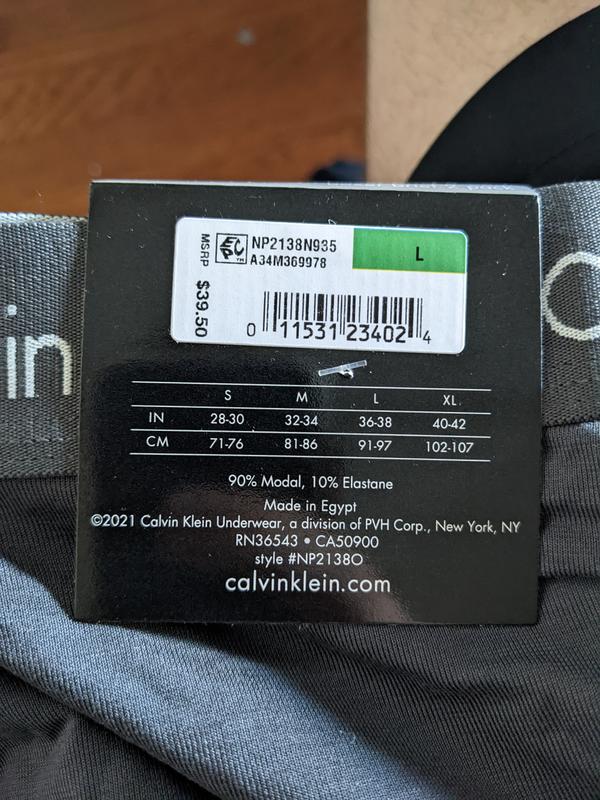 NP2138N935
A34M369978
L
MSRP $39.50
0 11531 23402 4
S M L XL
IN 28-30 32-34 36-38 40-42
CM 71-76 81-86 91-97 102-107
90% Modal, 10% Elastane
Made in Egypt
©2021 Calvin Klein Underwear, a division of PVH Corp., New York, NY
RN36543 • CA50900
style #NP2138O
calvinklein.com
in
C